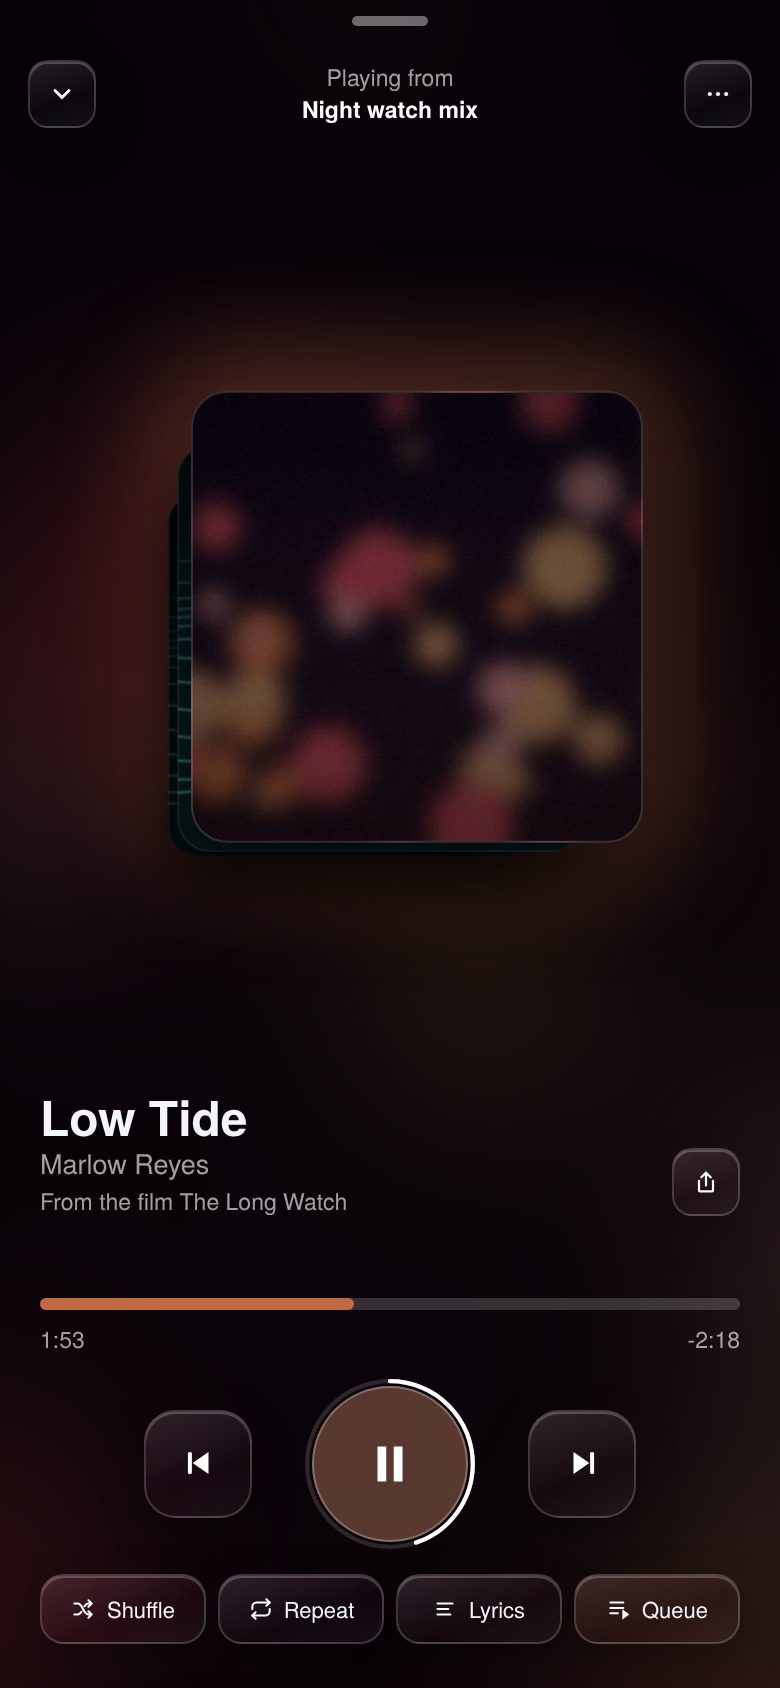 Playing from
Night watch mix
Low Tide
Marlow Reyes
From the film The Long Watch
1:53
-2:18
Shuffle
Repeat
Lyrics
Queue